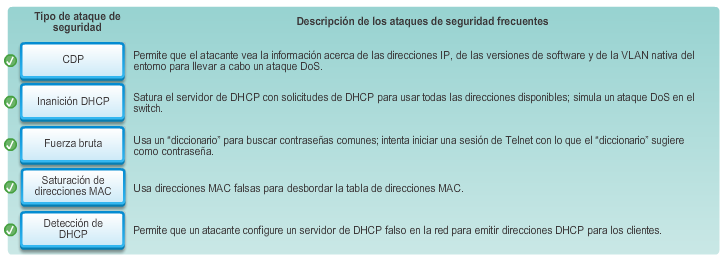 Tipo de ataque de
seguridad
Descripción de los ataques de seguridad frecuentes
CDP
Permite que el atacante vea la información acerca de las direcciones IP, de las versiones de software y de la VLAN nativa del
entorno para llevar a cabo un ataque DoS.
Inanición DHCP
Satura el servidor de DHCP con solicitudes de DHCP para usar todas las direcciones disponibles; simula un ataque DoS en el
switch.
Fuerza bruta
Usa un “diccionario” para buscar contraseñas comunes; intenta iniciar una sesión de Telnet con lo que el “diccionario” sugiere
como contraseña.
Saturación de
direcciones MAC
Usa direcciones MAC falsas para desbordar la tabla de direcciones MAC.
Detección de
DHCP
Permite que un atacante configure un servidor de DHCP falso en la red para emitir direcciones DHCP para los clientes.